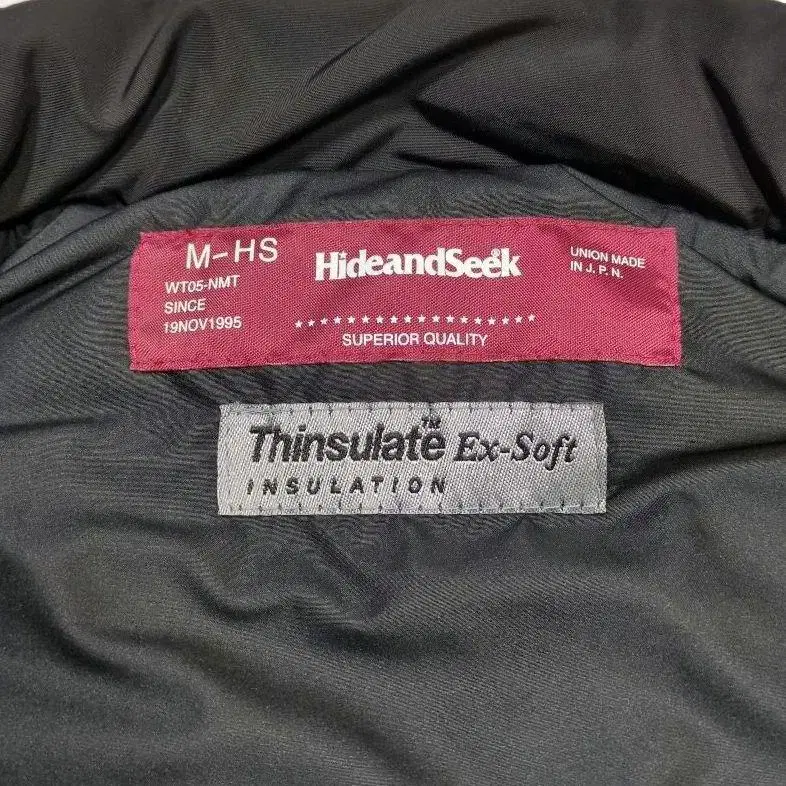 M-HS
WT05-NMT
SINCE
19NOV1995
HideandSeek®
★★★★★★★★★★★★★★★★★★★
SUPERIOR QUALITY
UNION MADE
IN J.P.N.
Thinsulate™ Ex-Soft
INSULATION